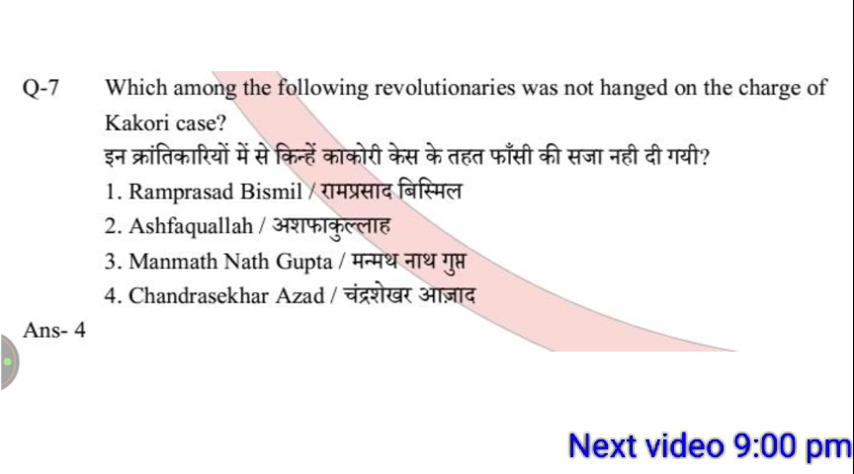 Q-7 Which among the following revolutionaries was not hanged on the charge of
Kakori case?
इन क्रांतिकारियों में से किन्हें काकोरी केस के तहत फाँसी की सजा नही दी गयी?
1. Ramprasad Bismil / रामप्रसाद बिस्मिल
2. Ashfaquallah / अशफाकुल्लाह
3. Manmath Nath Gupta / मन्मथ नाथ गुप्त
4. Chandrasekhar Azad / चंद्रशेखर आज़ाद
Ans- 4
Next video 9:00 pm